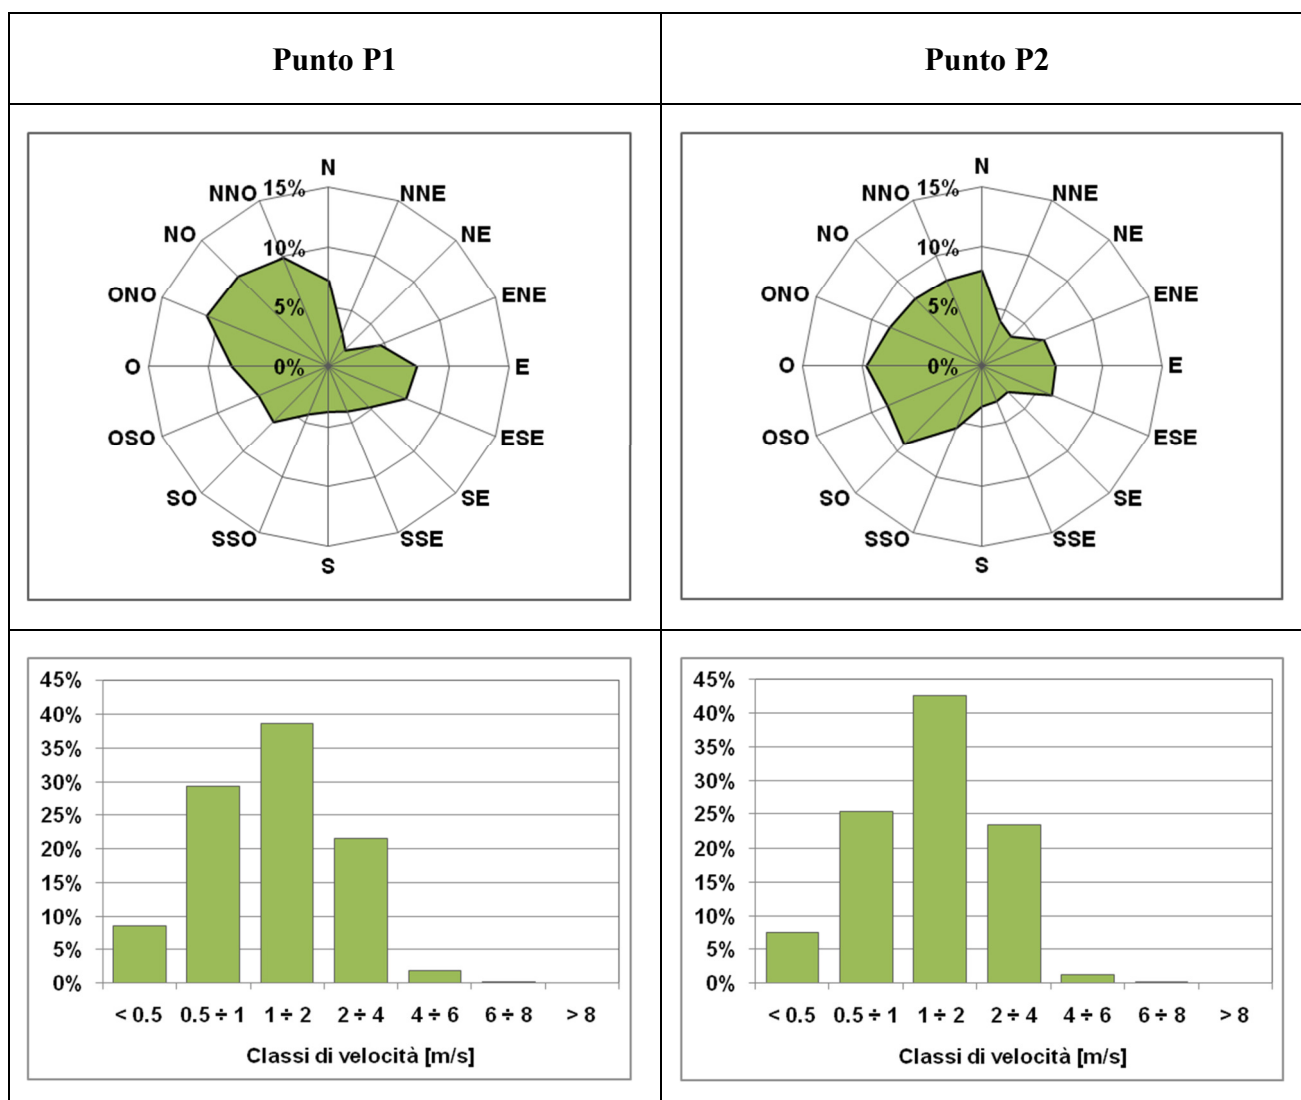 Punto P1
Punto P2
N
NNE
NE
ENE
E
ESE
SE
SSE
S
SSO
SO
OSO
O
ONO
NO
NNO
15%
10%
5%
0%
N
NNE
NE
ENE
E
ESE
SE
SSE
S
SSO
SO
OSO
O
ONO
NO
NNO
15%
10%
5%
0%
45%
40%
35%
30%
25%
20%
15%
10%
5%
0%
< 0.5 0.5 ÷ 1 1 ÷ 2 2 ÷ 4 4 ÷ 6 6 ÷ 8 > 8
Classi di velocità [m/s]
45%
40%
35%
30%
25%
20%
15%
10%
5%
0%
< 0.5 0.5 ÷ 1 1 ÷ 2 2 ÷ 4 4 ÷ 6 6 ÷ 8 > 8
Classi di velocità [m/s]